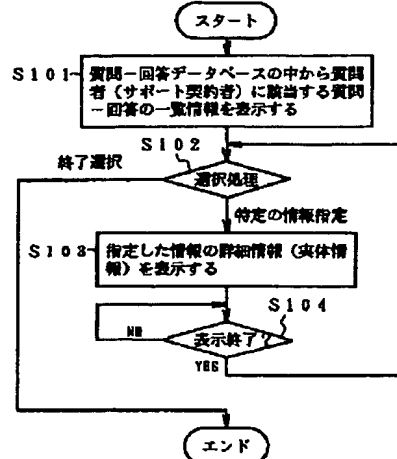 スタート
S101
質問－回答データベースの中から質問
者（サポート契約者）に該当する質問
－回答の一覧情報を表示する
S102
終了選択
選択処理
特定の情報指定
S103
指定した情報の詳細情報（実体情
報）を表示する
S104
NO
表示終了？
YES
エンド